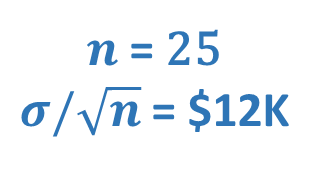 n = 25
σ/√n = $12K